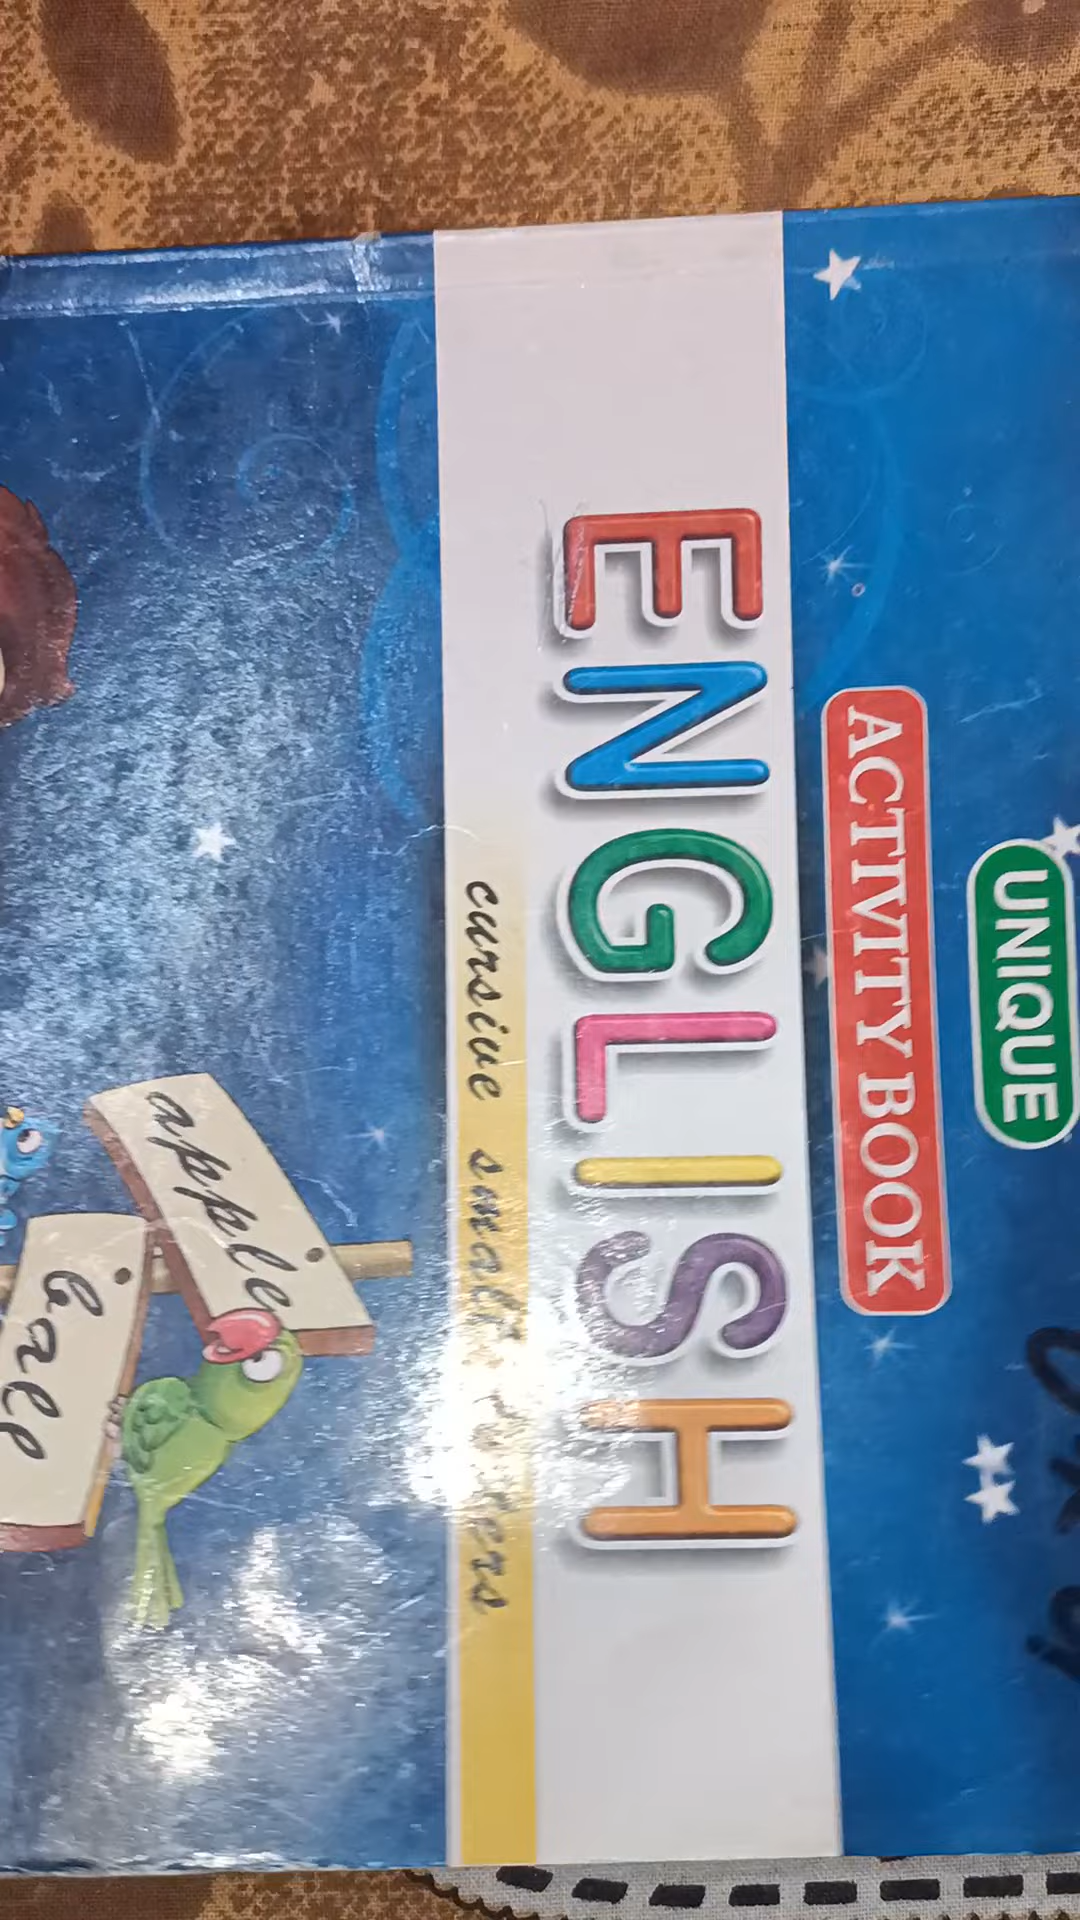 UNIQUE
ACTIVITY BOOK
ENGLISH
cursive small letters
apple
ball